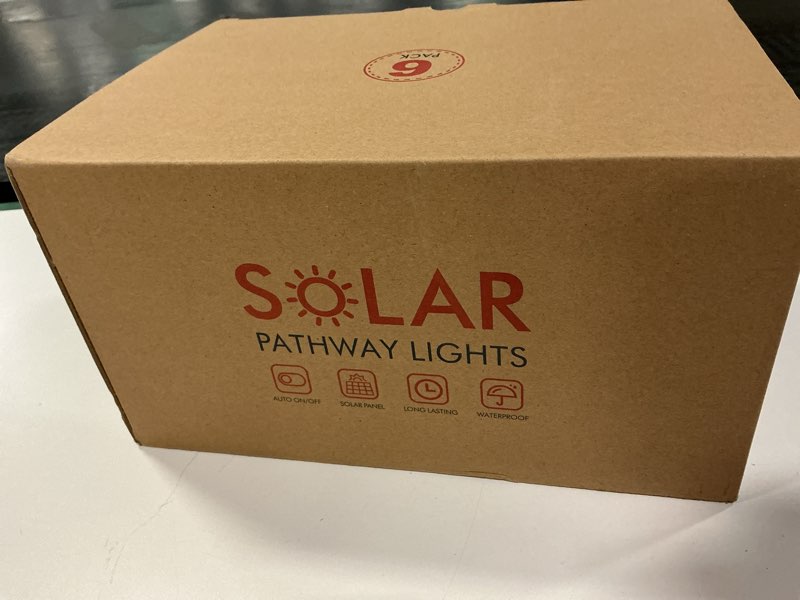 6
PACK
SOLAR
PATHWAY LIGHTS
AUTO ON/OFF
SOLAR PANEL
LONG LASTING
WATERPROOF